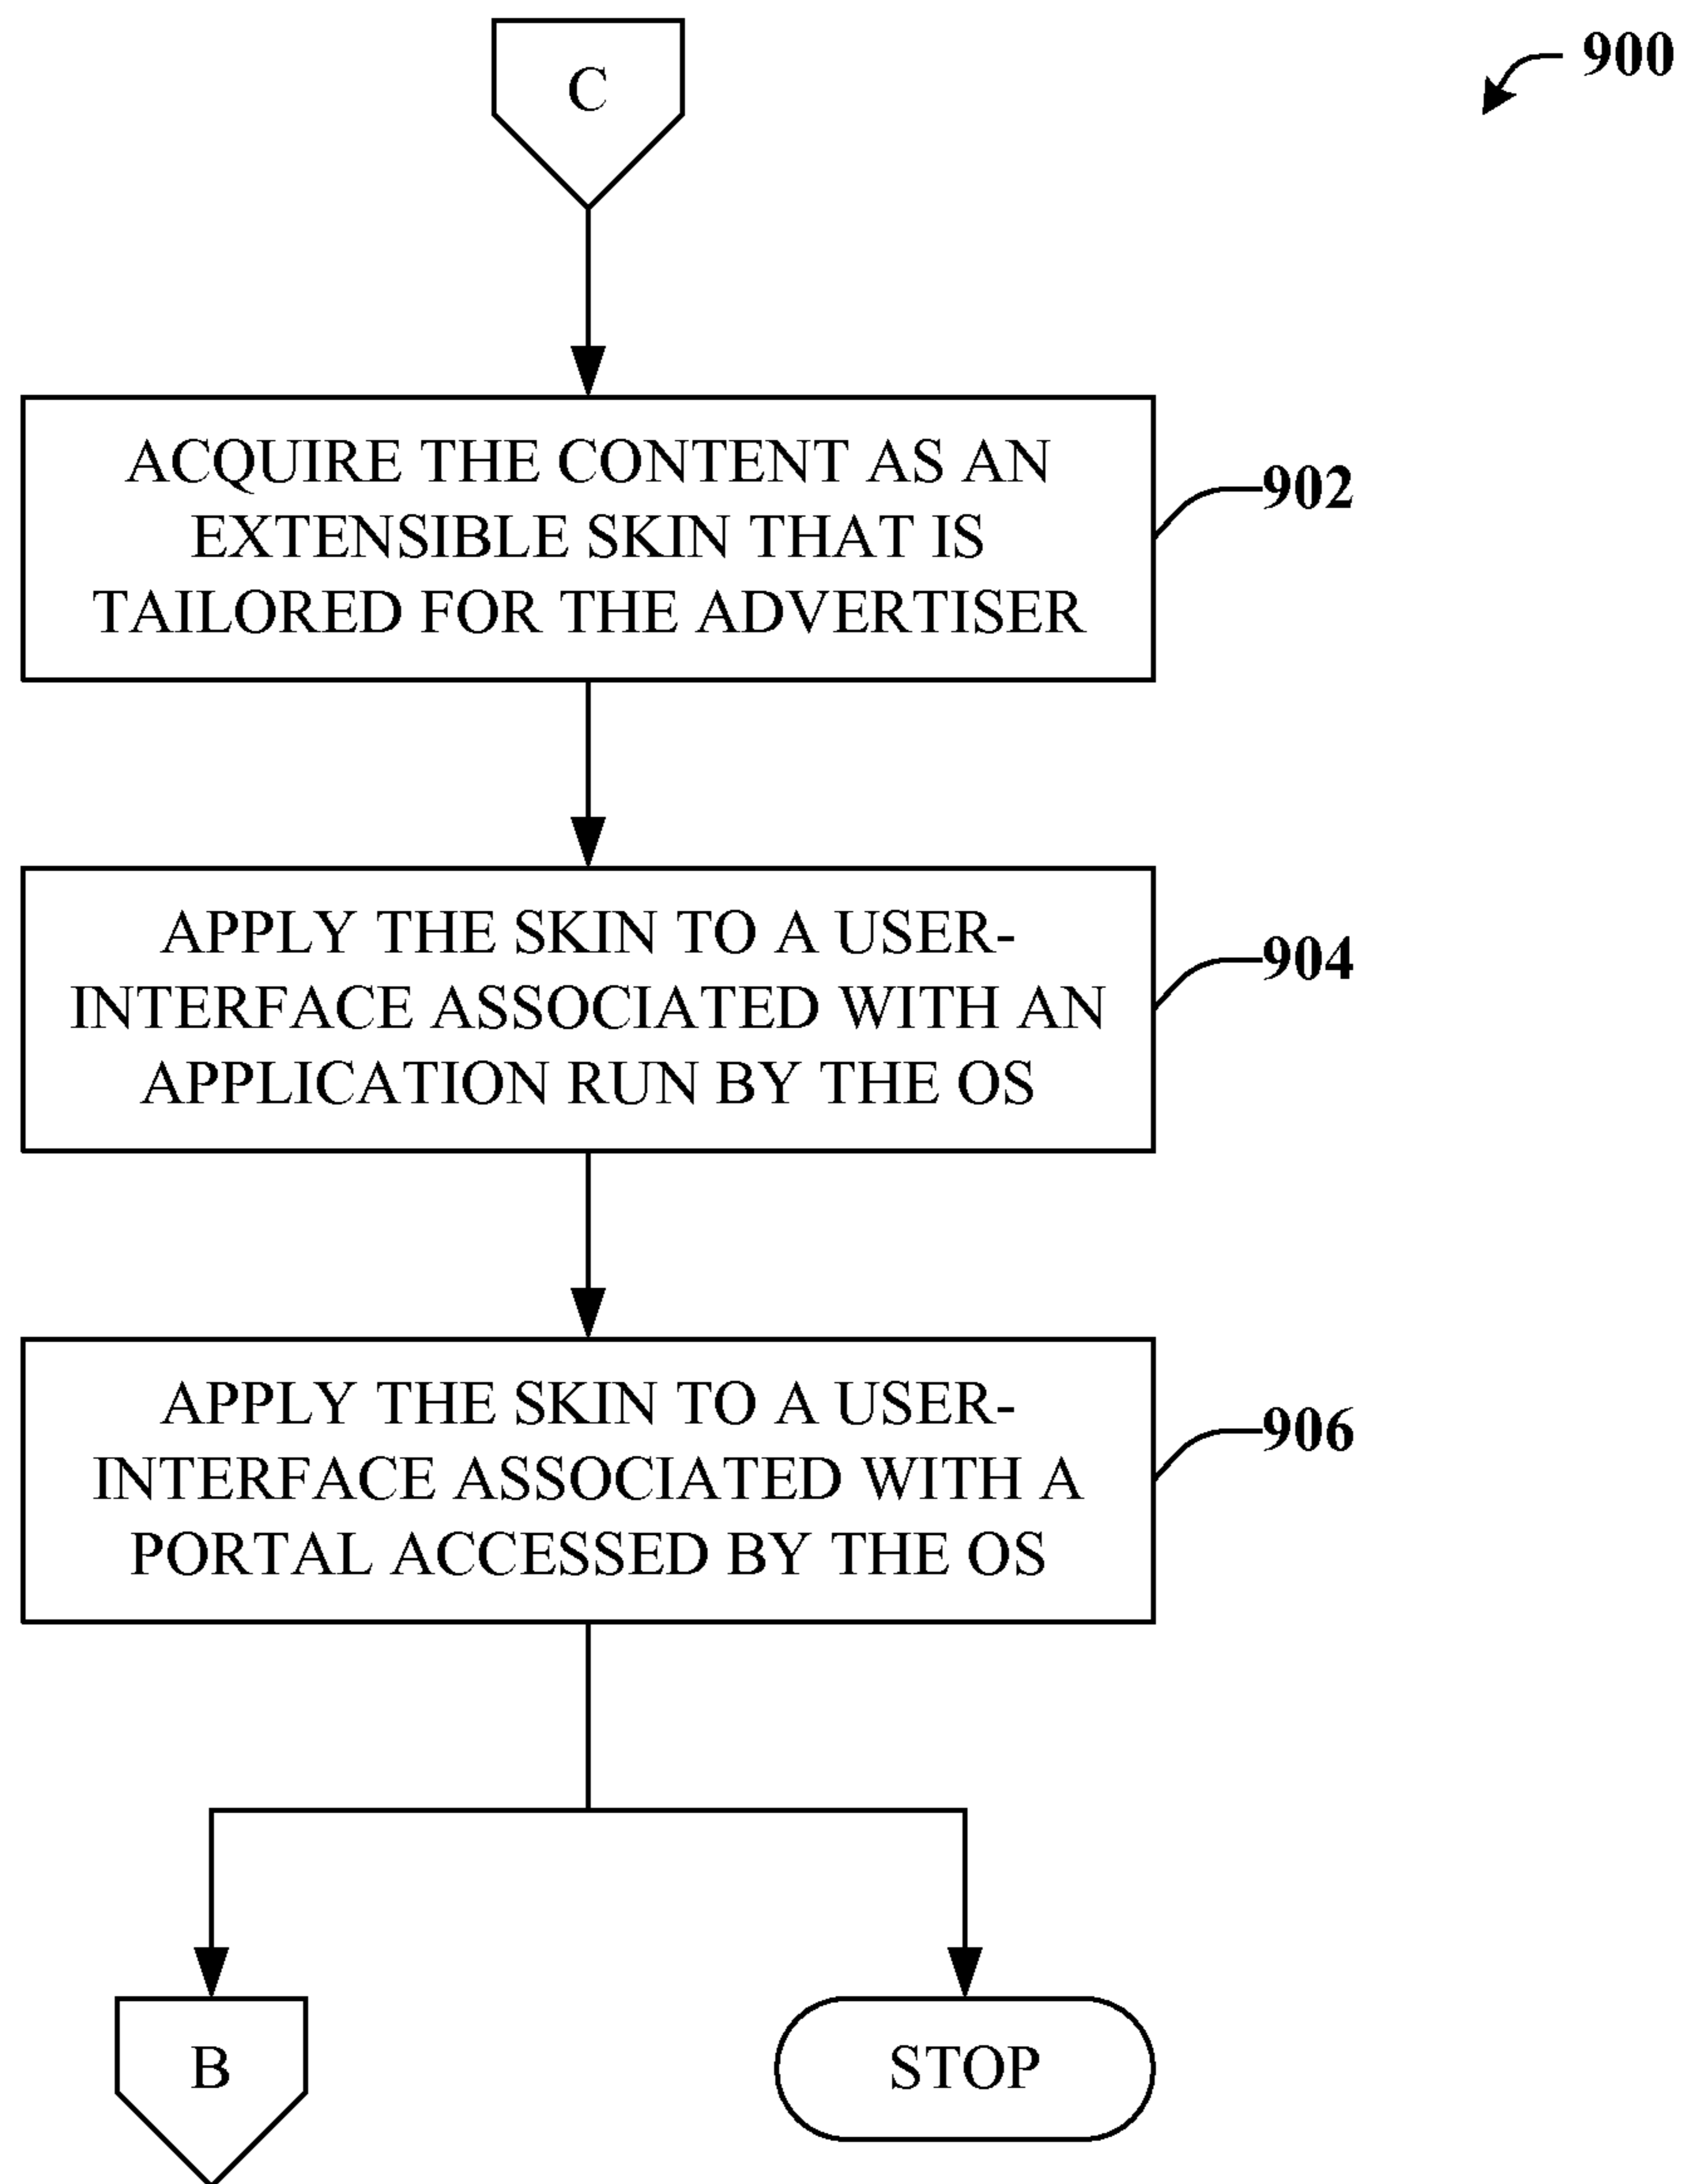 C
900
ACQUIRE THE CONTENT AS AN
EXTENSIBLE SKIN THAT IS
TAILORED FOR THE ADVERTISER
902
APPLY THE SKIN TO A USER-
INTERFACE ASSOCIATED WITH AN
APPLICATION RUN BY THE OS
904
APPLY THE SKIN TO A USER-
INTERFACE ASSOCIATED WITH A
PORTAL ACCESSED BY THE OS
906
B
STOP